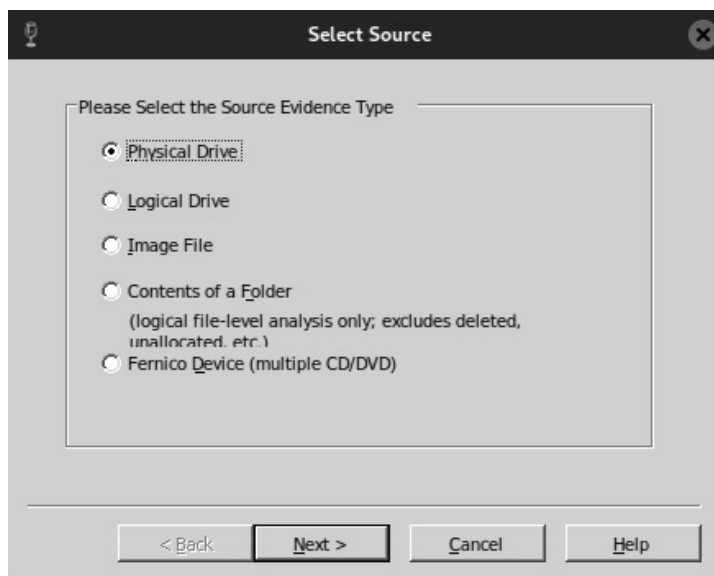 Select Source
Please Select the Source Evidence Type
Physical Drive
Logical Drive
Image File
Contents of a Folder
(logical file-level analysis only; excludes deleted,
unallocated, etc.)
Fernico Device (multiple CD/DVD)
< Back
Next >
Cancel
Help